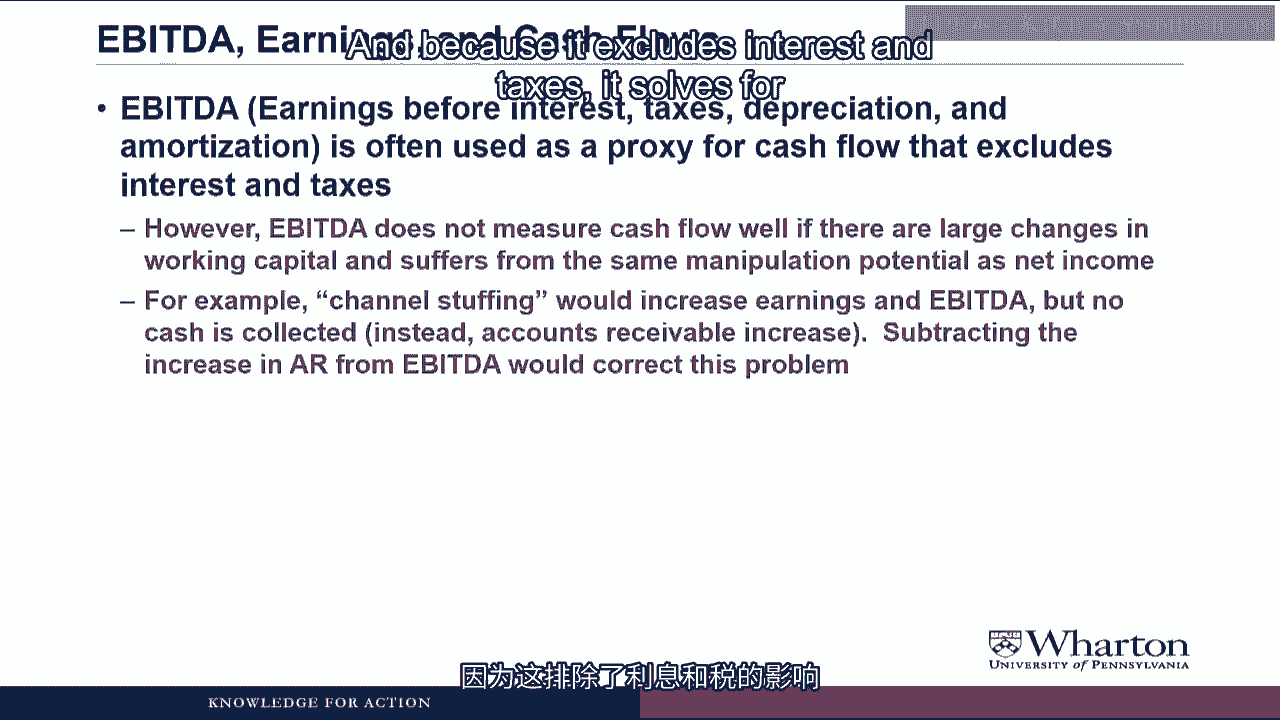 EBITDA, Earnings, and Cash Flows
And because it excludes interest and
taxes, it solves for
• EBITDA (Earnings before interest, taxes, depreciation, and
amortization) is often used as a proxy for cash flow that excludes
interest and taxes
– However, EBITDA does not measure cash flow well if there are large changes in
working capital and suffers from the same manipulation potential as net income
– For example, “channel stuffing” would increase earnings and EBITDA, but no
cash is collected (instead, accounts receivable increase). Subtracting the
increase in AR from EBITDA would correct this problem
Wharton
UNIVERSITY of PENNSYLVANIA
因为这排除了利息和税的影响
KNOWLEDGE FOR ACTION